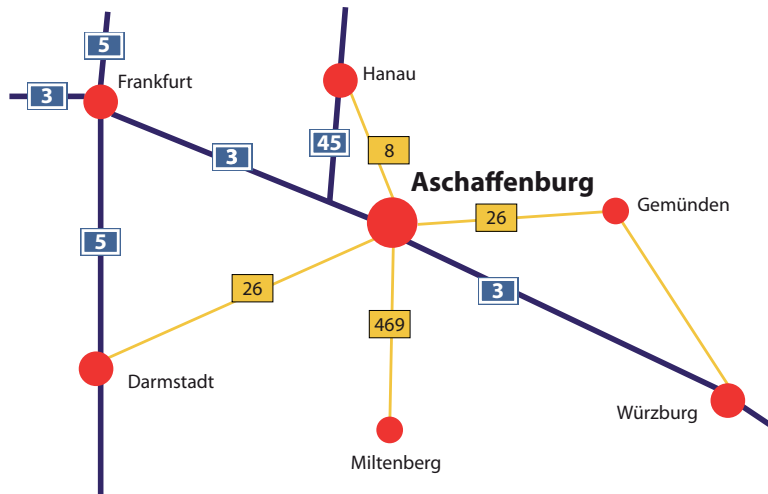 5
Frankfurt
Hanau
3
45
8
3
Aschaffenburg
Gemünden
26
5
26
3
469
Darmstadt
Würzburg
Miltenberg